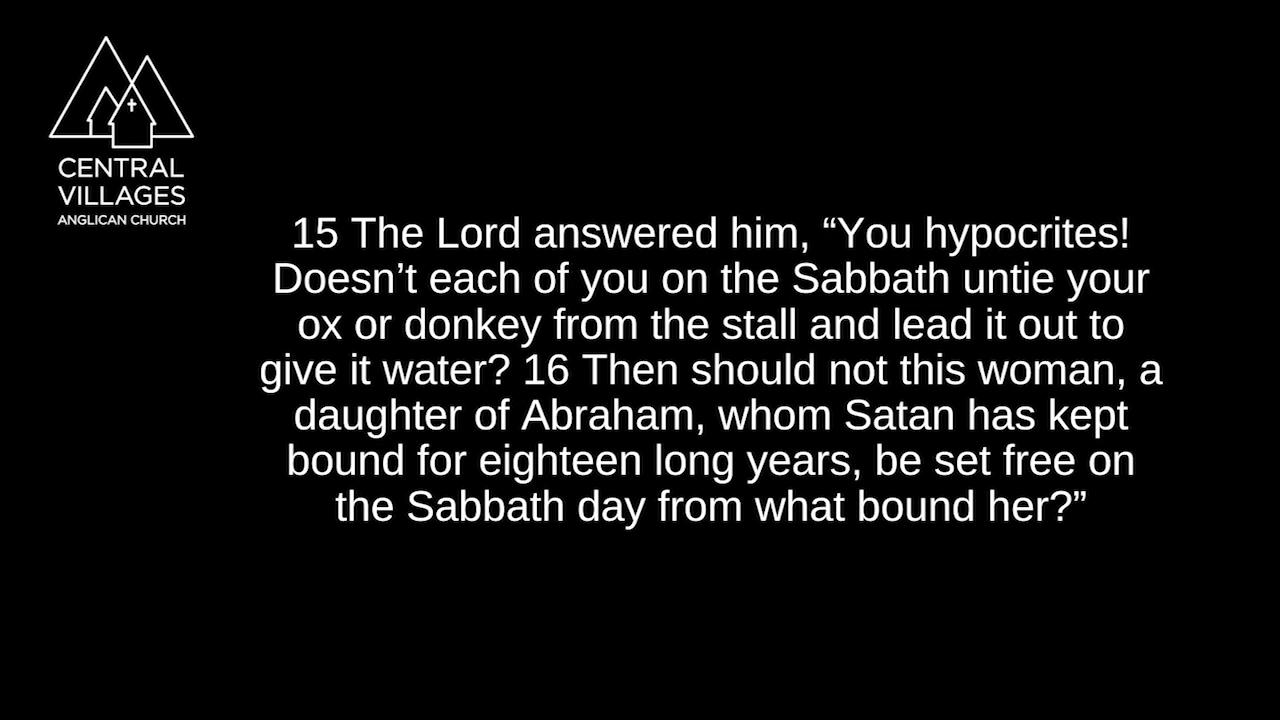 CENTRAL
VILLAGES
ANGLICAN CHURCH
15 The Lord answered him, “You hypocrites!
Doesn’t each of you on the Sabbath untie your
ox or donkey from the stall and lead it out to
give it water? 16 Then should not this woman, a
daughter of Abraham, whom Satan has kept
bound for eighteen long years, be set free on
the Sabbath day from what bound her?”